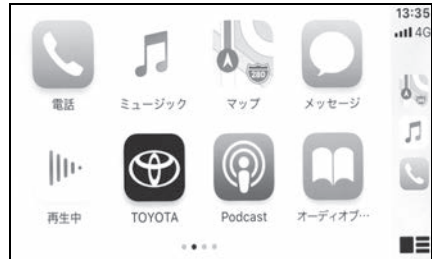 13:35
4G
280
電話
ミュージック
マップ
メッセージ
再生中
TOYOTA
Podcast
オーディオブ…